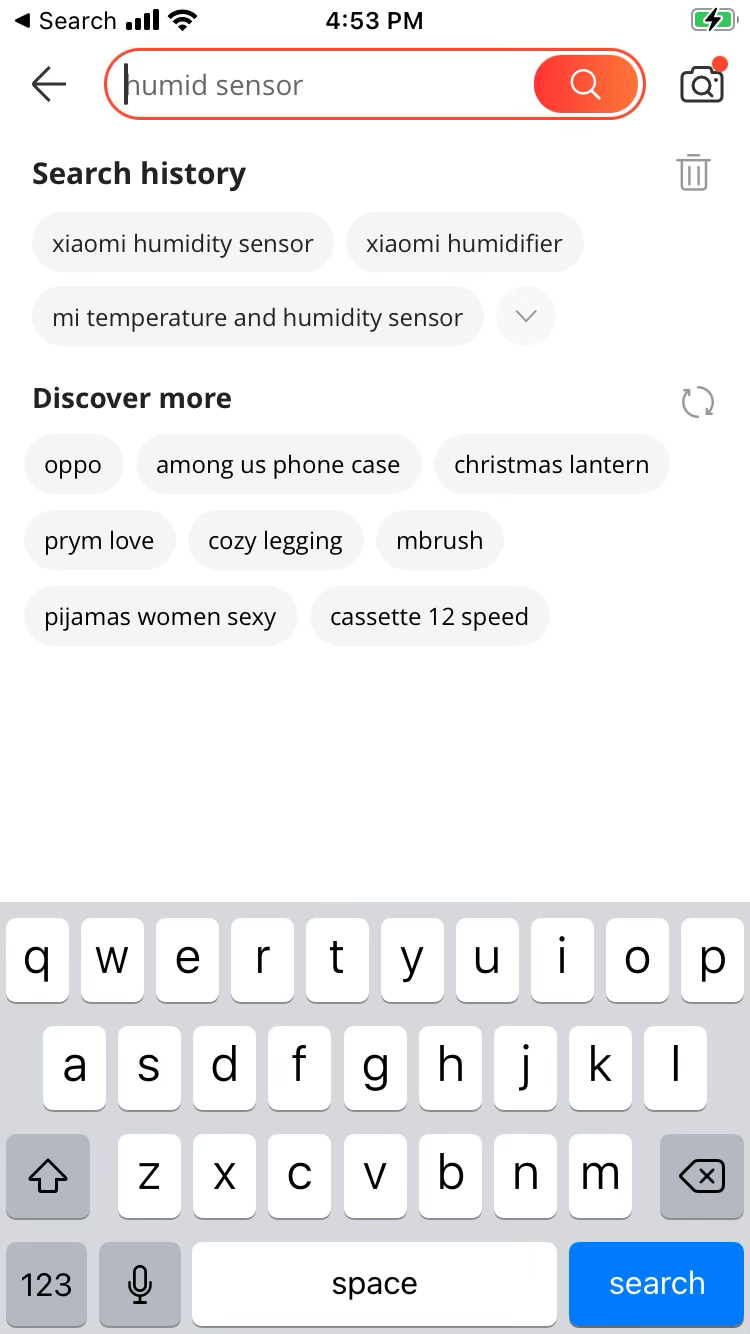 Search 4:53 PM
humid sensor
Search history
xiaomi humidity sensor xiaomi humidifier
mi temperature and humidity sensor
Discover more
oppo among us phone case christmas lantern
prym love cozy legging mbrush
pijamas women sexy cassette 12 speed
q w e r t y u i o p
a s d f g h j k l
z x c v b n m
123 space search